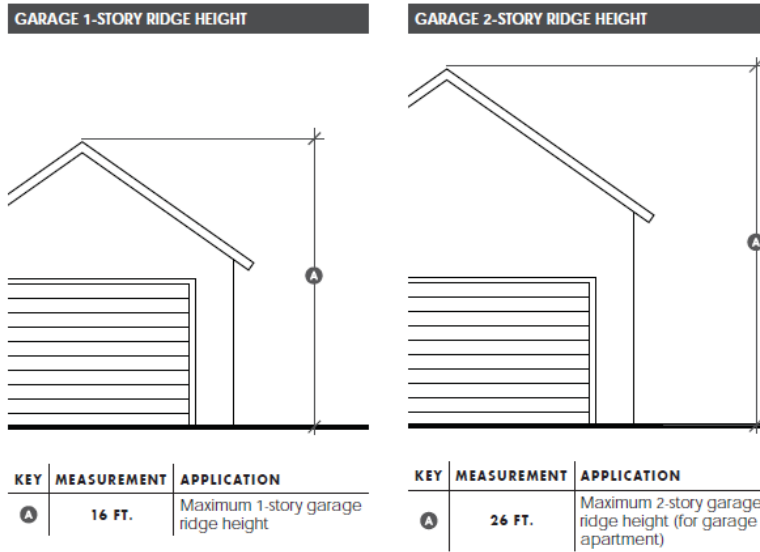 GARAGE 1-STORY RIDGE HEIGHT
A
KEY MEASUREMENT APPLICATION
A 16 FT. Maximum 1-story garage
ridge height
GARAGE 2-STORY RIDGE HEIGHT
A
KEY MEASUREMENT APPLICATION
A 26 FT. Maximum 2-story garage
ridge height (for garage
apartment)